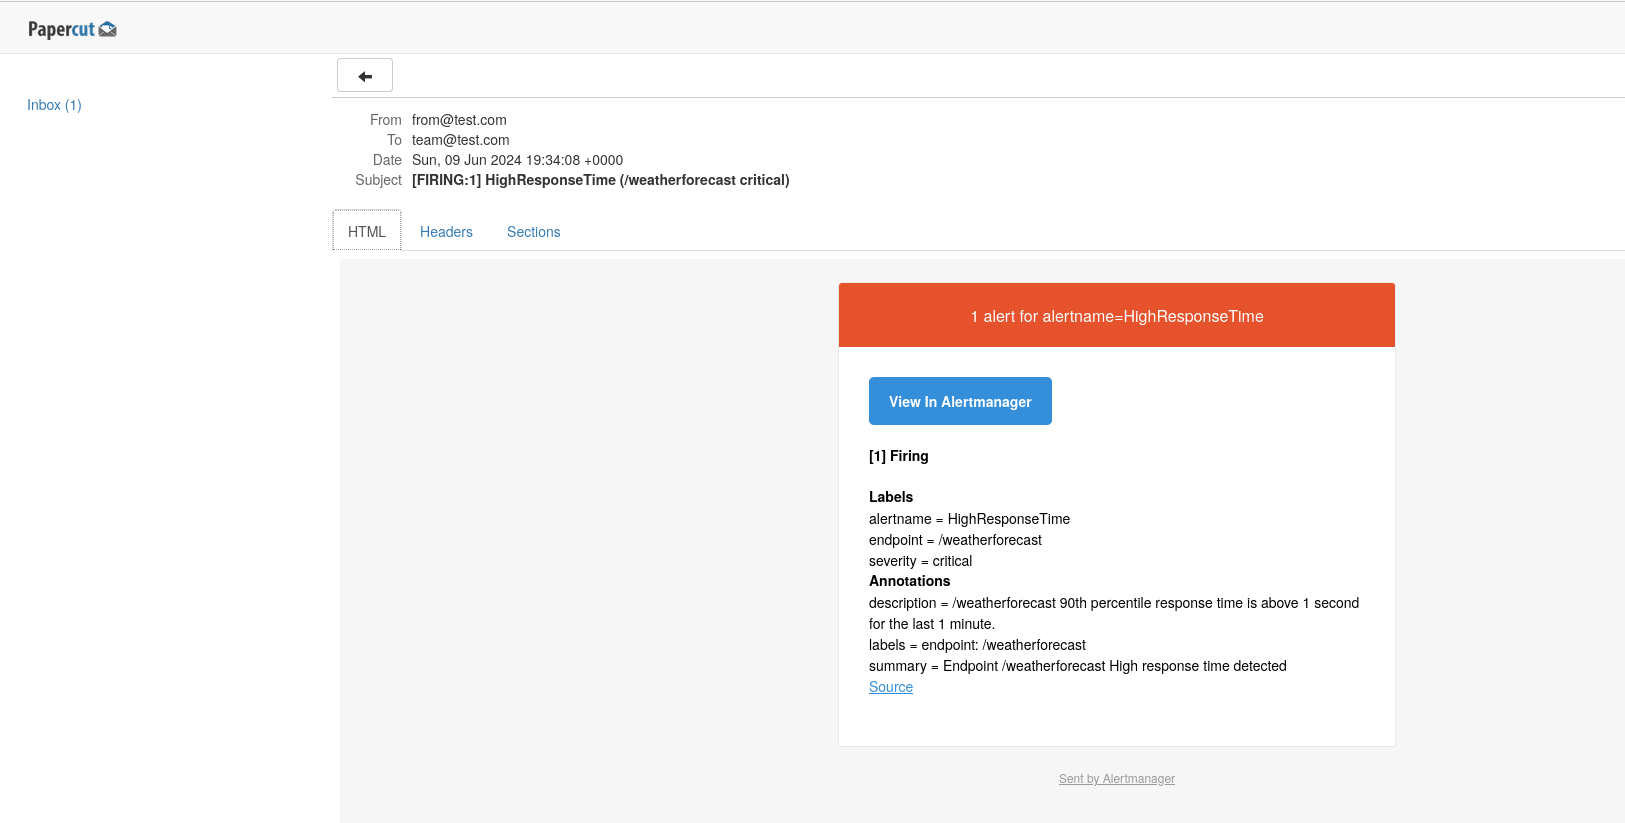 Papercut
Inbox (1)
From from@test.com
To team@test.com
Date Sun, 09 Jun 2024 19:34:08 +0000
Subject [FIRING:1] HighResponseTime (/weatherforecast critical)
HTML Headers Sections
1 alert for alertname=HighResponseTime
View In Alertmanager
[1] Firing
Labels
alertname = HighResponseTime
endpoint = /weatherforecast
severity = critical
Annotations
description = /weatherforecast 90th percentile response time is above 1 second
for the last 1 minute.
labels = endpoint: /weatherforecast
summary = Endpoint /weatherforecast High response time detected
Source
Sent by Alertmanager